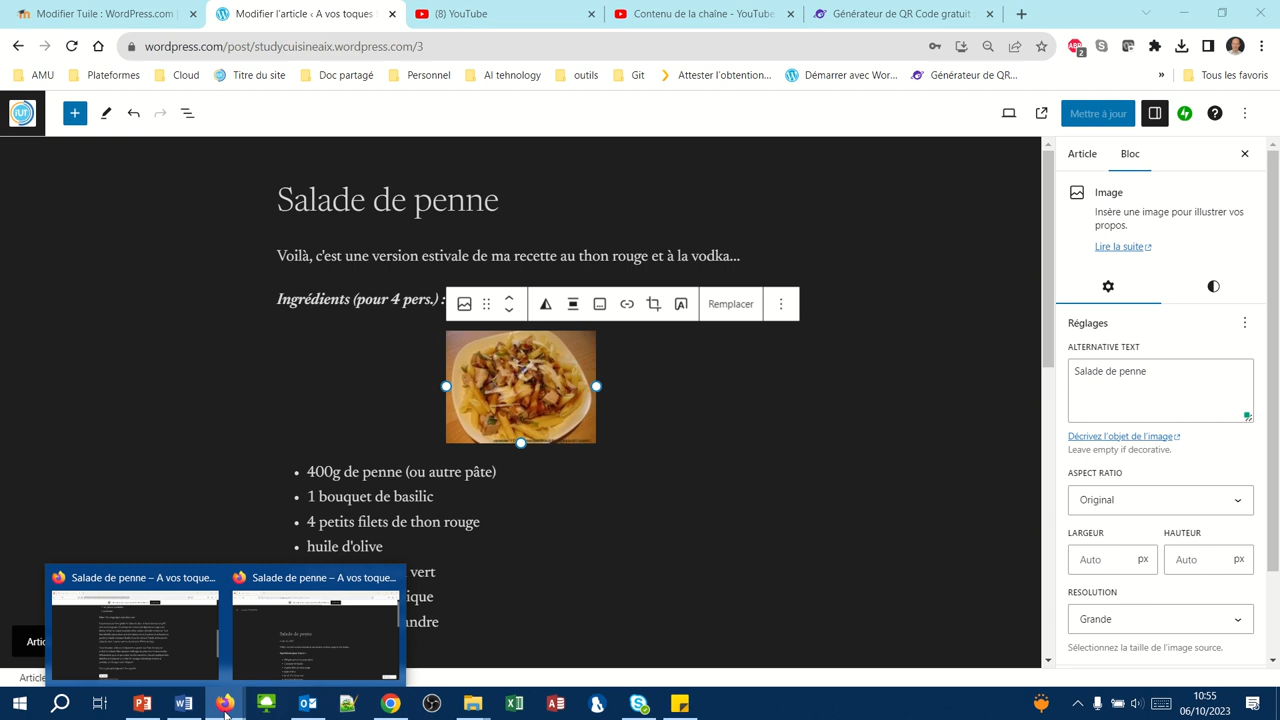 Modifier l'article ‹ A vos
Modifier l'article ‹ A vos
(8) YouTube
Contenu de la chaîne - YouTube
Générateur de QR Code gratuit
wordpress.com/post/studycuisineaix.wordpress.com/3
2
AMU
Plateformes
Cloud
Titre du site
Doc partagé
Personnel
AI tehnology
outils
Git
Attester l'obtention...
Démarrer avec Wor...
Générateur de QR...
»
Tous les favoris
iUT
Mettre à jour
Article
Bloc
Salade de penne
Voilà, c'est une version vérole de ma recette au thon rouge et à la vodka...
Ingrédients (pour 4 pers.) :
Remplacer
400g de penne (ou autre pâte)
1 bouquet de basilic
4 petits filets de thon rouge
huile d'olive
vert
ique
undre
Image
Insère une image pour illustrer vos
propos.
Lire la suite
Réglages
ALTERNATIVE TEXT
Salade de penne
Décrivez l'objet de l'image
Leave empty if decorative.
ASPECT RATIO
Original
LARGEUR
HAUTEUR
Auto px
Auto px
RESOLUTION
Grande
Sélectionnez la taille de l'image source.
Salade de penne – A vos toque...
Salade de penne – A vos toque...
Salade de penne
Arti
Article
10:55
06/10/2023